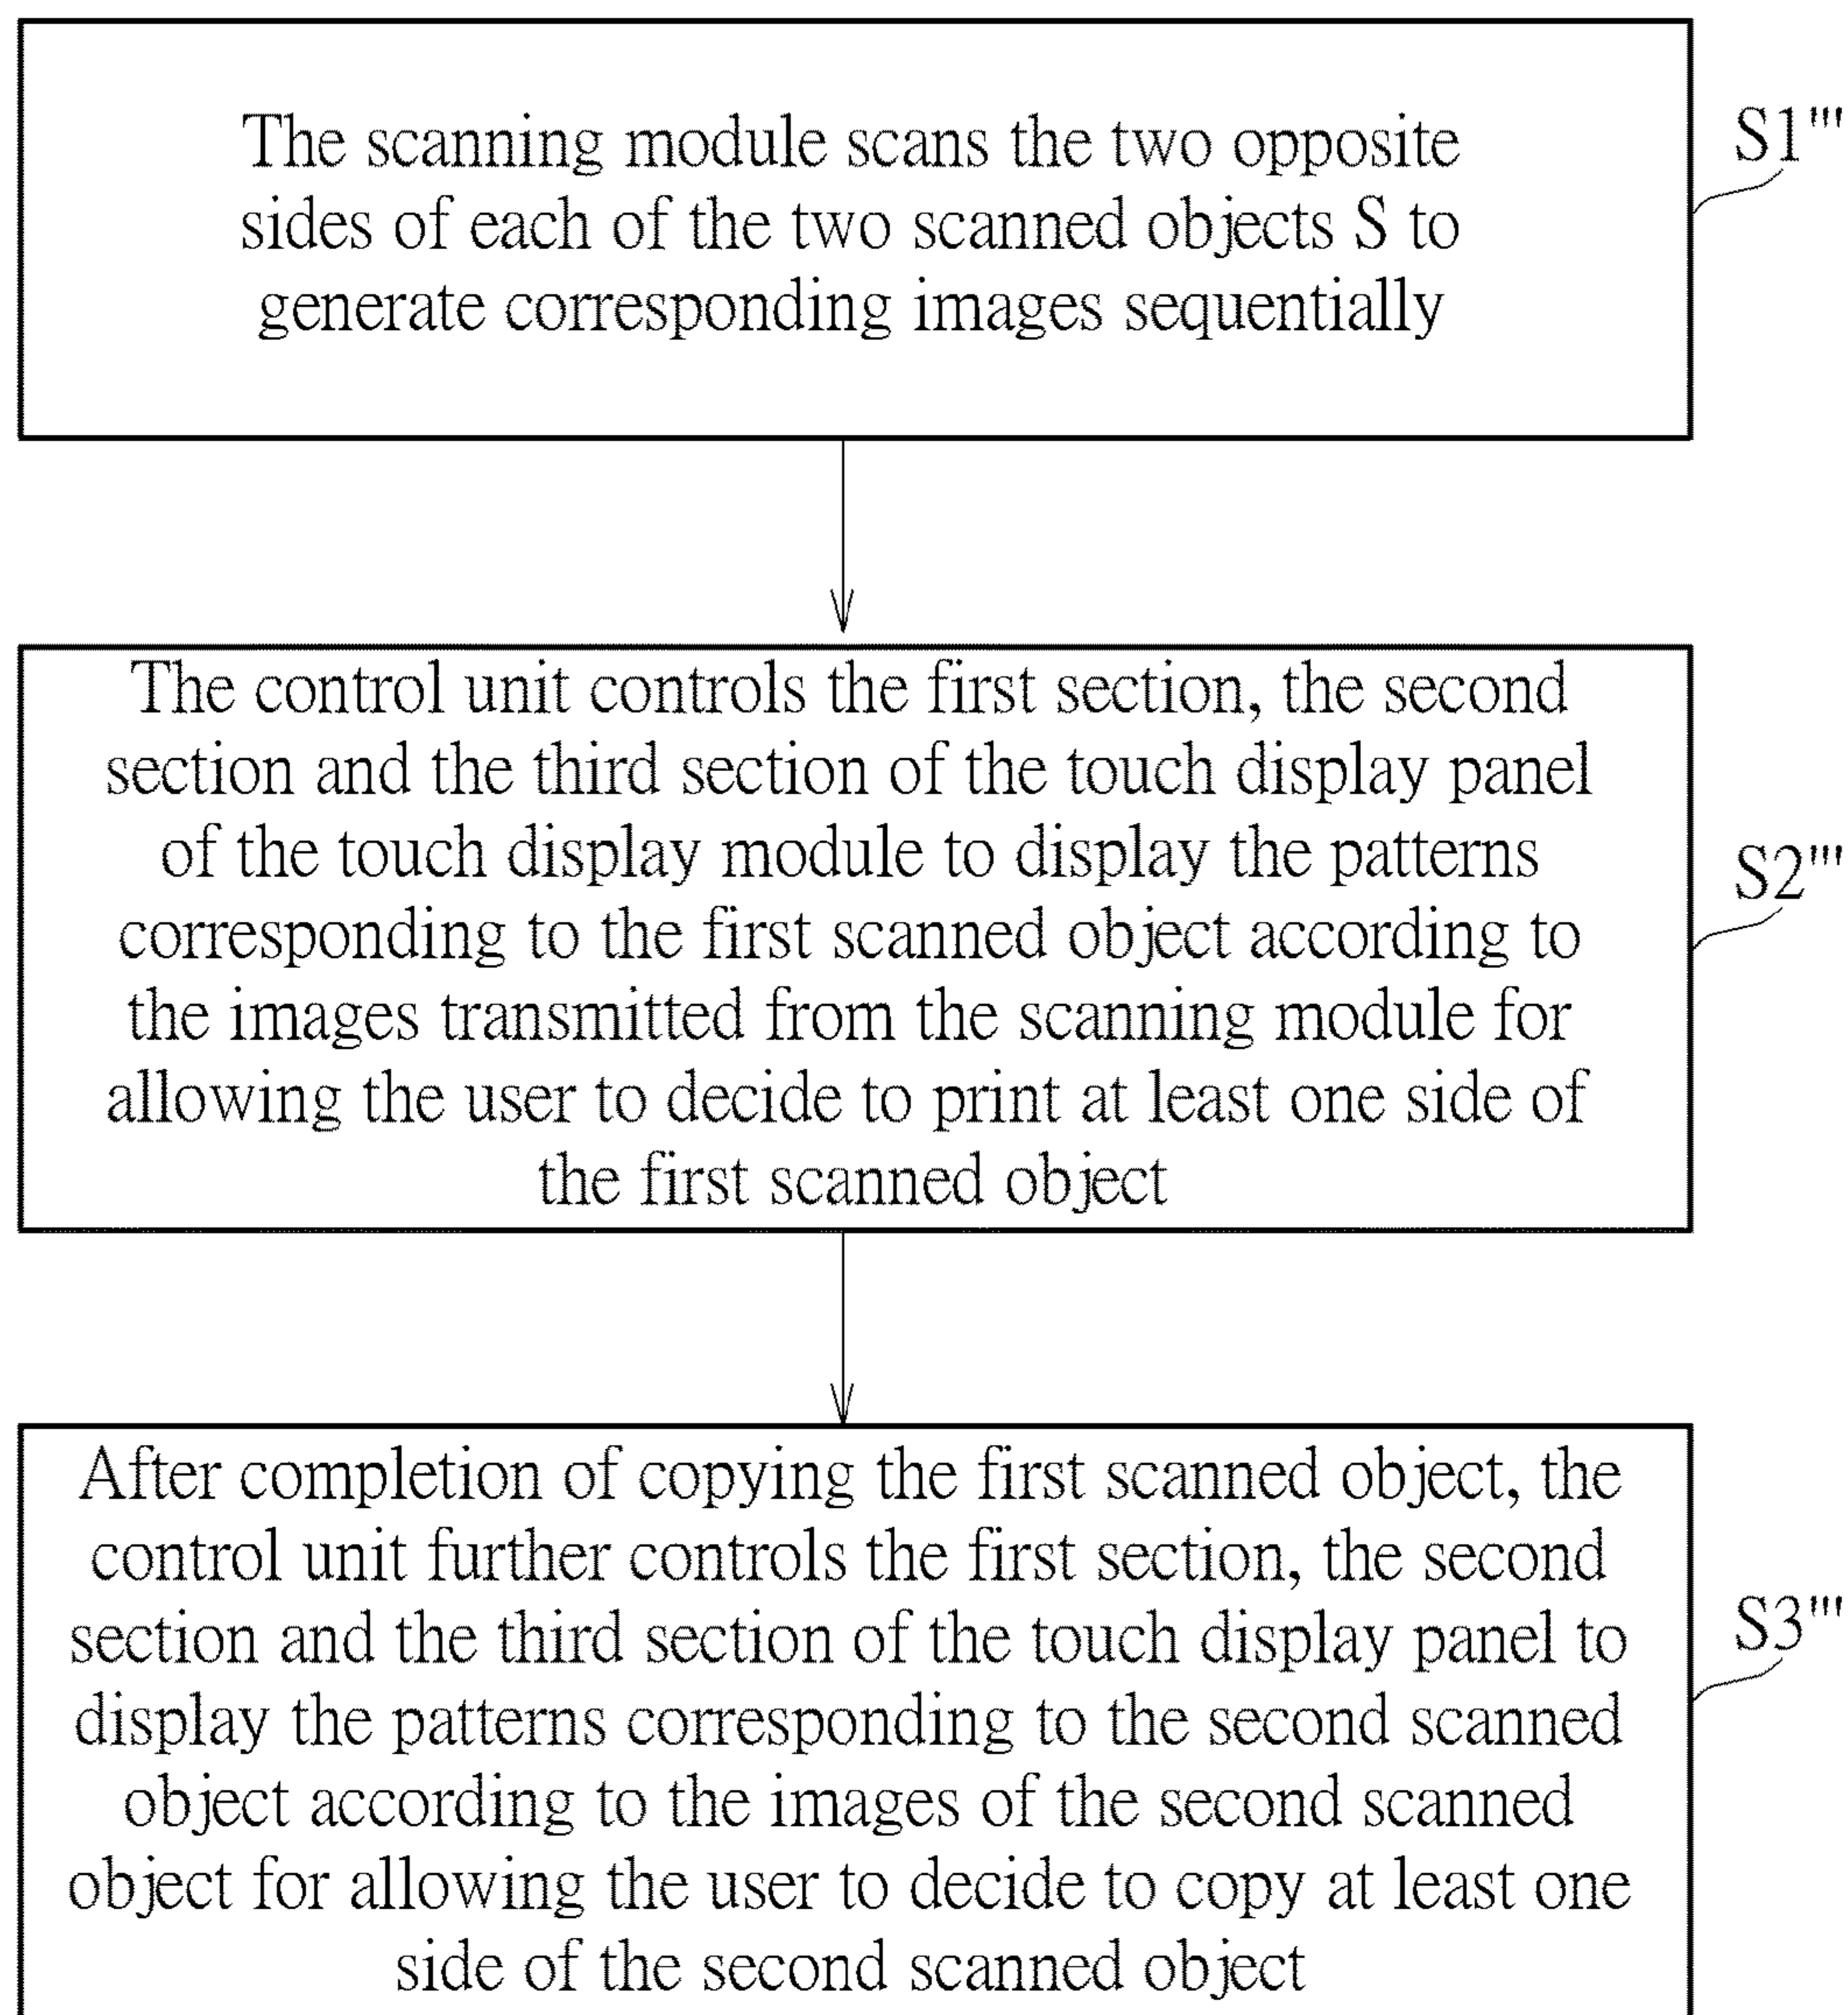 The scanning module scans the two opposite
sides of each of the two scanned objects S to
generate corresponding images sequentially
S1'''
The control unit controls the first section, the second
section and the third section of the touch display panel
of the touch display module to display the patterns
corresponding to the first scanned object according to
the images transmitted from the scanning module for
allowing the user to decide to print at least one side of
the first scanned object
S2'''
After completion of copying the first scanned object, the
control unit further controls the first section, the second
section and the third section of the touch display panel to
display the patterns corresponding to the second scanned
object according to the images of the second scanned
object for allowing the user to decide to copy at least one
side of the second scanned object
S3'''